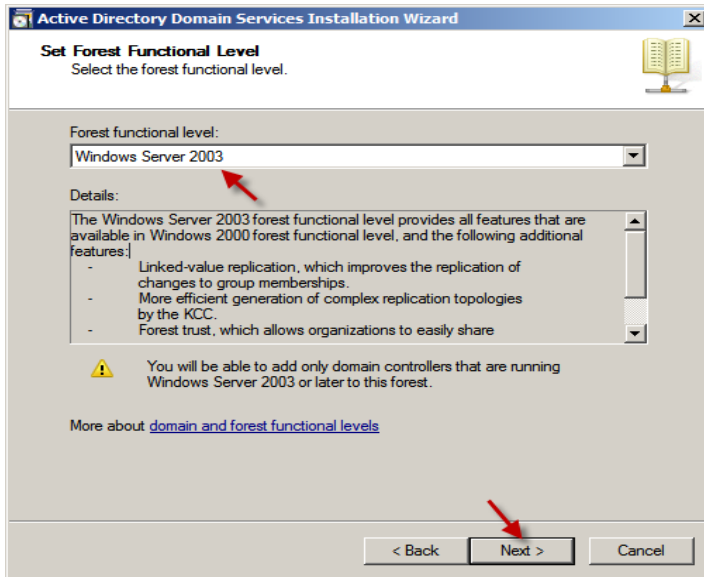 Active Directory Domain Services Installation Wizard
Set Forest Functional Level
Select the forest functional level.
Forest functional level:
Windows Server 2003
Details:
The Windows Server 2003 forest functional level provides all features that are
available in Windows 2000 forest functional level, and the following additional
features:
- Linked-value replication, which improves the replication of
changes to group memberships.
- More efficient generation of complex replication topologies
by the KCC.
- Forest trust, which allows organizations to easily share
You will be able to add only domain controllers that are running
Windows Server 2003 or later to this forest.
More about domain and forest functional levels
< Back Next > Cancel